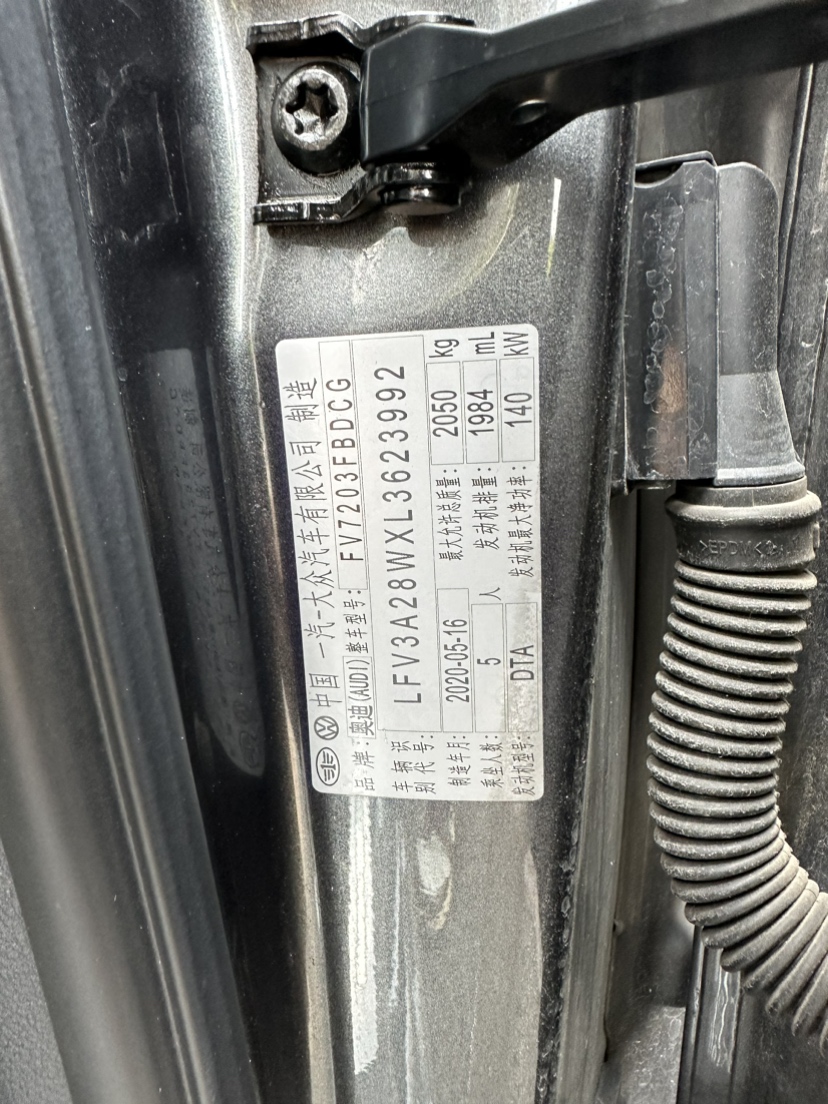 中国 一汽-大众汽车有限公司 制造
品 牌: 奥迪(AUDI) 整车型号: FV7203FBDCG
车 辆 识
别 代 号: LFV3A28WXL3623992
制造年月: 2020-05-16 最大允许总质量: 2050 kg
乘坐人数: 5 人 发动机排量: 1984 mL
发动机型号: DTA 发动机最大净功率: 140 kW